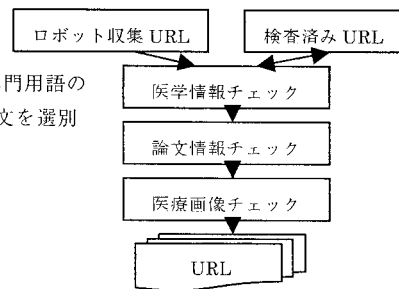 ロボット収集 URL
検査済み URL
門用語の
文を選別
医学情報チェック
論文情報チェック
医療画像チェック
URL